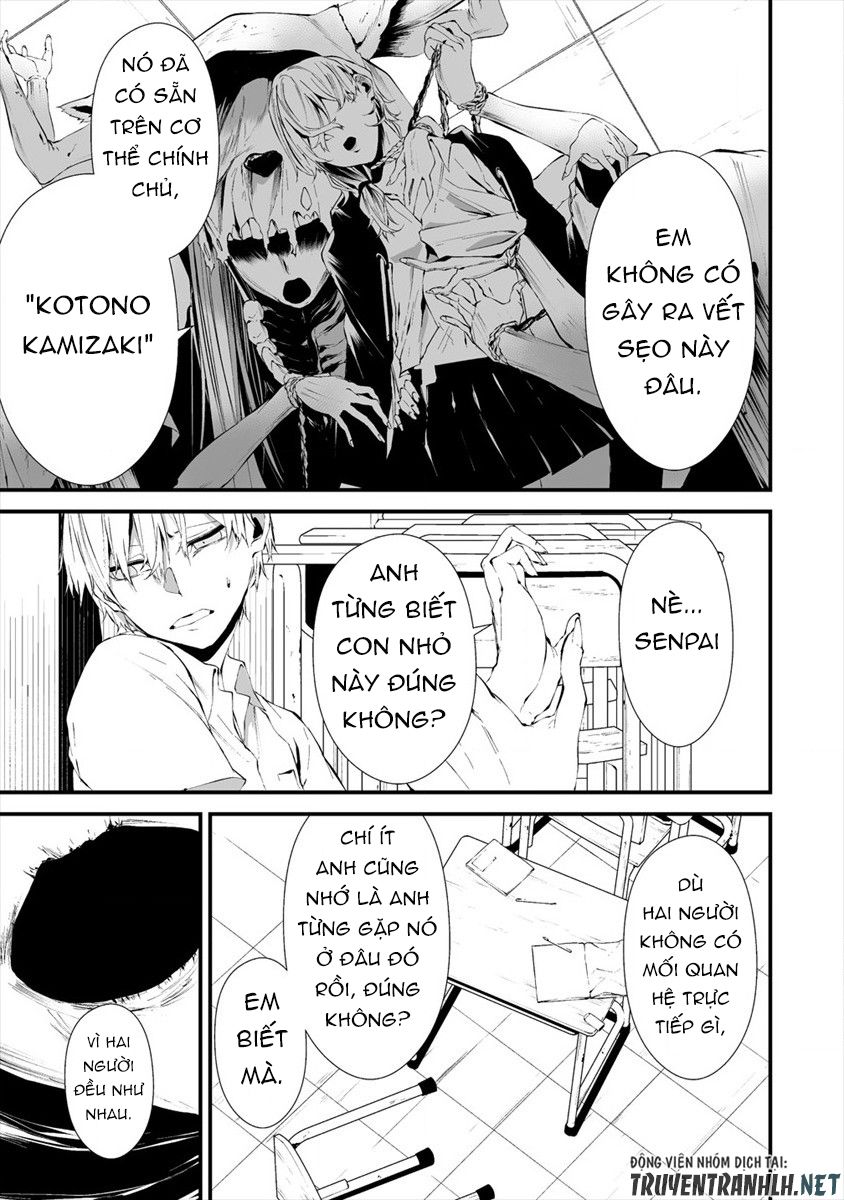 EM
KHÔNG CÓ
GÂY RA VẾT
SẸO NÀY
ĐÂU.
NÓ ĐÃ
CÓ SẴN
TRÊN CƠ
THỂ CHÍNH
CHỦ,
"KOTONO
KAMIZAKI"
NÈ...
SENPAI
ANH
TỪNG BIẾT
CON NHỎ
NÀY ĐÚNG
KHÔNG?
DÙ
HAI NGƯỜI
KHÔNG CÓ
MỐI QUAN
HỆ TRỰC
TIẾP GÌ,
CHÍ ÍT
ANH CŨNG
NHỚ LÀ ANH
TỪNG GẶP NÓ
Ở ĐÂU ĐÓ
RỒI, ĐÚNG
KHÔNG?
EM
BIẾT
MÀ.
VÌ HAI
NGƯỜI
ĐỀU NHƯ
NHAU.
ĐỘNG VIÊN NHÓM DỊCH TẠI:
TRUYENTRANHLH.NET